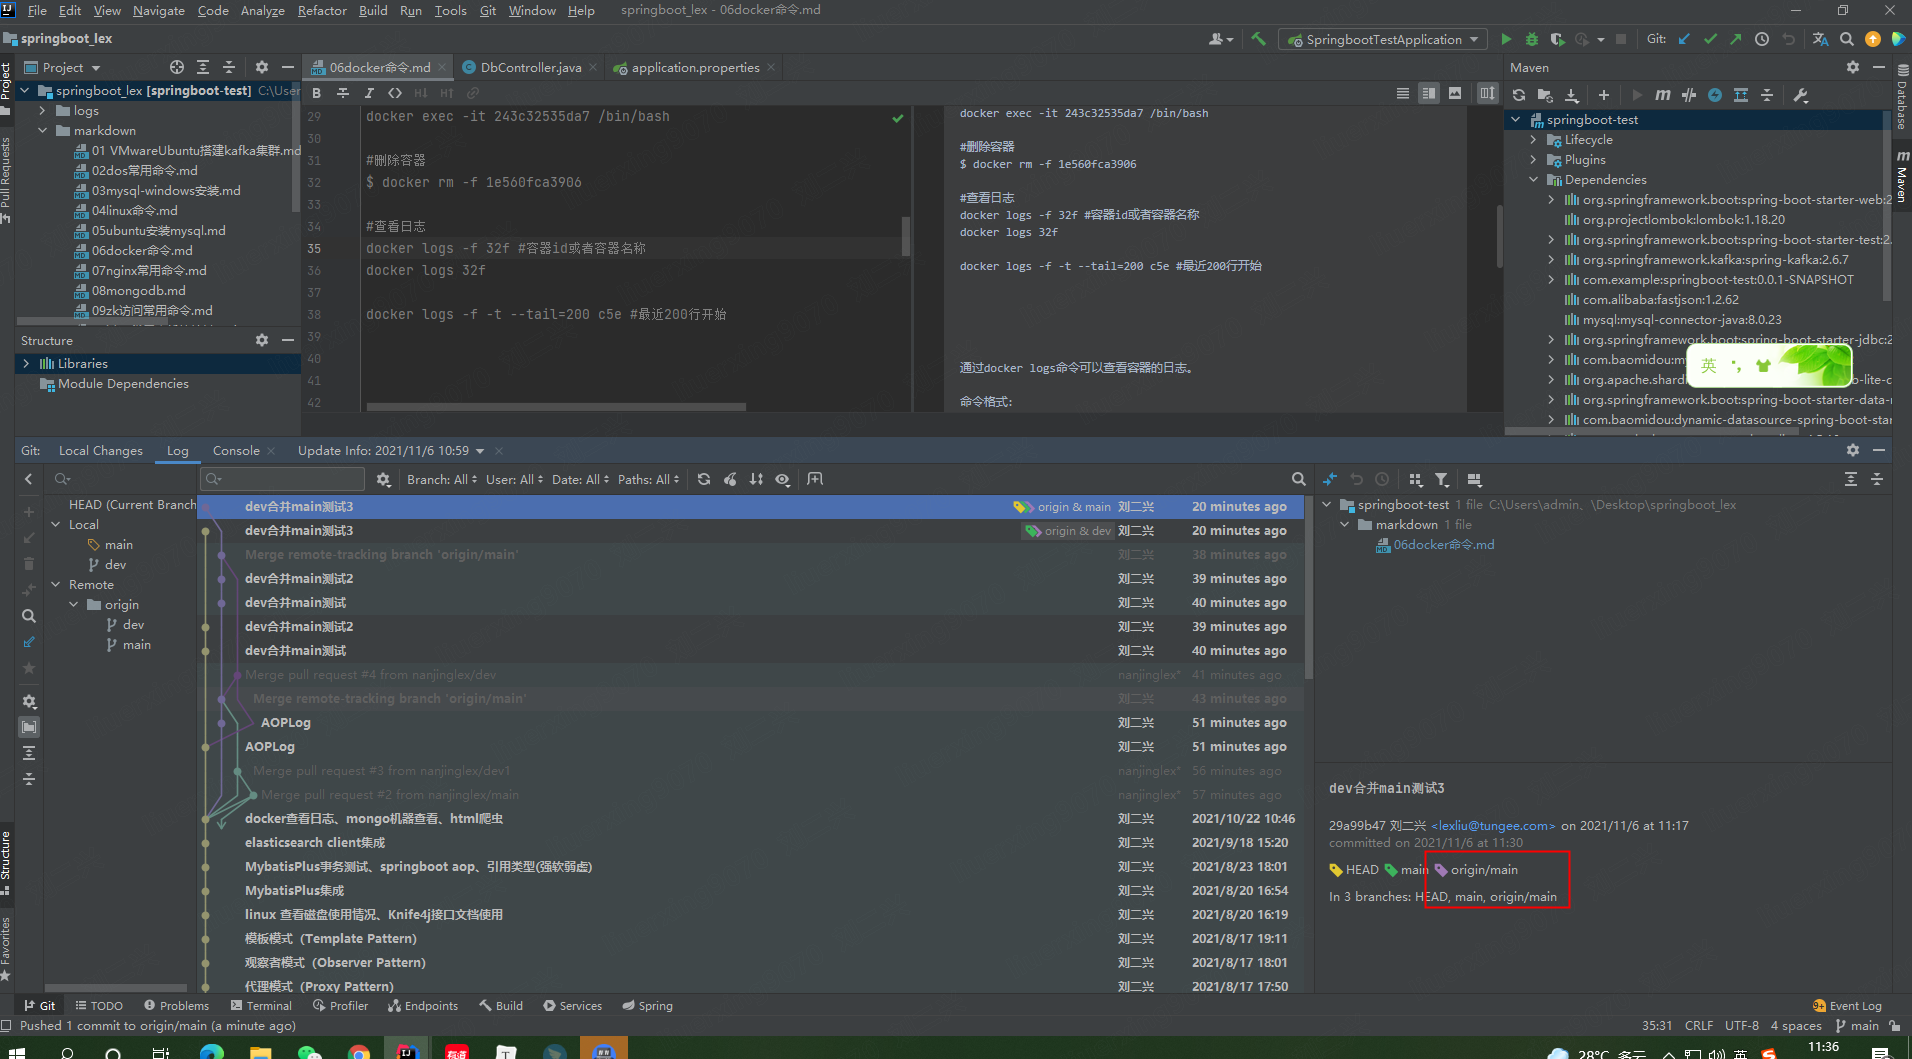 File Edit View Navigate Code Analyze Refactor Build Run Tools Git Window Help springboot_lex - 06docker命令.md
springboot_lex
SpringbootTestApplication
Git:
Project
06docker命令.md
DbController.java
application.properties
Maven
springboot_lex [springboot-test] C:\User
logs
markdown
01 VMwareUbuntu搭建kafka集群.md
02dos常用命令.md
03mysql-windows安装.md
04linux命令.md
05ubuntu安装mysql.md
06docker命令.md
07nginx常用命令.md
08mongodb.md
09zk访问常用命令.md
Structure
Libraries
Module Dependencies
29 docker exec -it 243c32535da7 /bin/bash
30
31 #删除容器
32 $ docker rm -f 1e560fca3906
33
34 #查看日志
35 docker logs -f 32f #容器id或者容器名称
36 docker logs 32f
37
38 docker logs -f -t --tail=200 c5e #最近200行开始
39
40
41
42
docker exec -it 243c32535da7 /bin/bash
#删除容器
$ docker rm -f 1e560fca3906
#查看日志
docker logs -f 32f #容器id或者容器名称
docker logs 32f
docker logs -f -t --tail=200 c5e #最近200行开始
通过docker logs命令可以查看容器的日志。
命令格式:
springboot-test
Lifecycle
Plugins
Dependencies
org.springframework.boot:spring-boot-starter-web:2
org.projectlombok:lombok:1.18.20
org.springframework.boot:spring-boot-starter-test:2.
org.springframework.kafka:spring-kafka:2.6.7
com.example:springboot-test:0.0.1-SNAPSHOT
com.alibaba:fastjson:1.2.62
mysql:mysql-connector-java:8.0.23
org.springframework.boot:spring-boot-starter-jdbc:2
com.baomidou:m
org.apache.shard
o-lite-c
org.springframework.boot:spring-boot-starter-data-
com.baomidou:dynamic-datasource-spring-boot-star
英
Project
Pull Requests
Structure
Favorites
Database
Maven
Git: Local Changes Log Console Update Info: 2021/11/6 10:59
Branch: All User: All Date: All Paths: All
HEAD (Current Branch
Local
main
dev
Remote
origin
dev
main
dev合并main测试3 origin & main 刘二兴 20 minutes ago
dev合并main测试3 origin & dev 刘二兴 20 minutes ago
Merge remote-tracking branch 'origin/main' 刘二兴 38 minutes ago
dev合并main测试2 刘二兴 39 minutes ago
dev合并main测试 刘二兴 40 minutes ago
dev合并main测试2 刘二兴 39 minutes ago
dev合并main测试 刘二兴 40 minutes ago
Merge pull request #4 from nanjinglex/dev nanjinglex* 41 minutes ago
Merge remote-tracking branch 'origin/main' 刘二兴 43 minutes ago
AOPLog 刘二兴 51 minutes ago
AOPLog 刘二兴 51 minutes ago
Merge pull request #3 from nanjinglex/dev1 nanjinglex* 56 minutes ago
Merge pull request #2 from nanjinglex/main nanjinglex* 57 minutes ago
docker查看日志、mongo机器查看、html爬虫 刘二兴 2021/10/22 10:46
elasticsearch client集成 刘二兴 2021/9/18 15:20
MybatisPlus事务测试、springboot aop、引用类型(强软弱虚) 刘二兴 2021/8/23 18:01
MybatisPlus集成 刘二兴 2021/8/20 16:54
linux 查看磁盘使用情况、Knife4j接口文档使用 刘二兴 2021/8/20 16:19
模板模式（Template Pattern） 刘二兴 2021/8/17 19:11
观察者模式（Observer Pattern） 刘二兴 2021/8/17 18:01
代理模式（Proxy Pattern） 刘二兴 2021/8/17 17:50
springboot-test 1 file C:\Users\admin、\Desktop\springboot_lex
markdown 1 file
06docker命令.md
dev合并main测试3
29a99b47 刘二兴 <lexliu@tungee.com> on 2021/11/6 at 11:17
committed on 2021/11/6 at 11:30
HEAD main origin/main
In 3 branches: HEAD, main, origin/main
Git TODO Problems Terminal Profiler Endpoints Build Services Spring 9+ Event Log
Pushed 1 commit to origin/main (a minute ago) 35:31 CRLF UTF-8 4 spaces main
28°C 多云 英 11:36